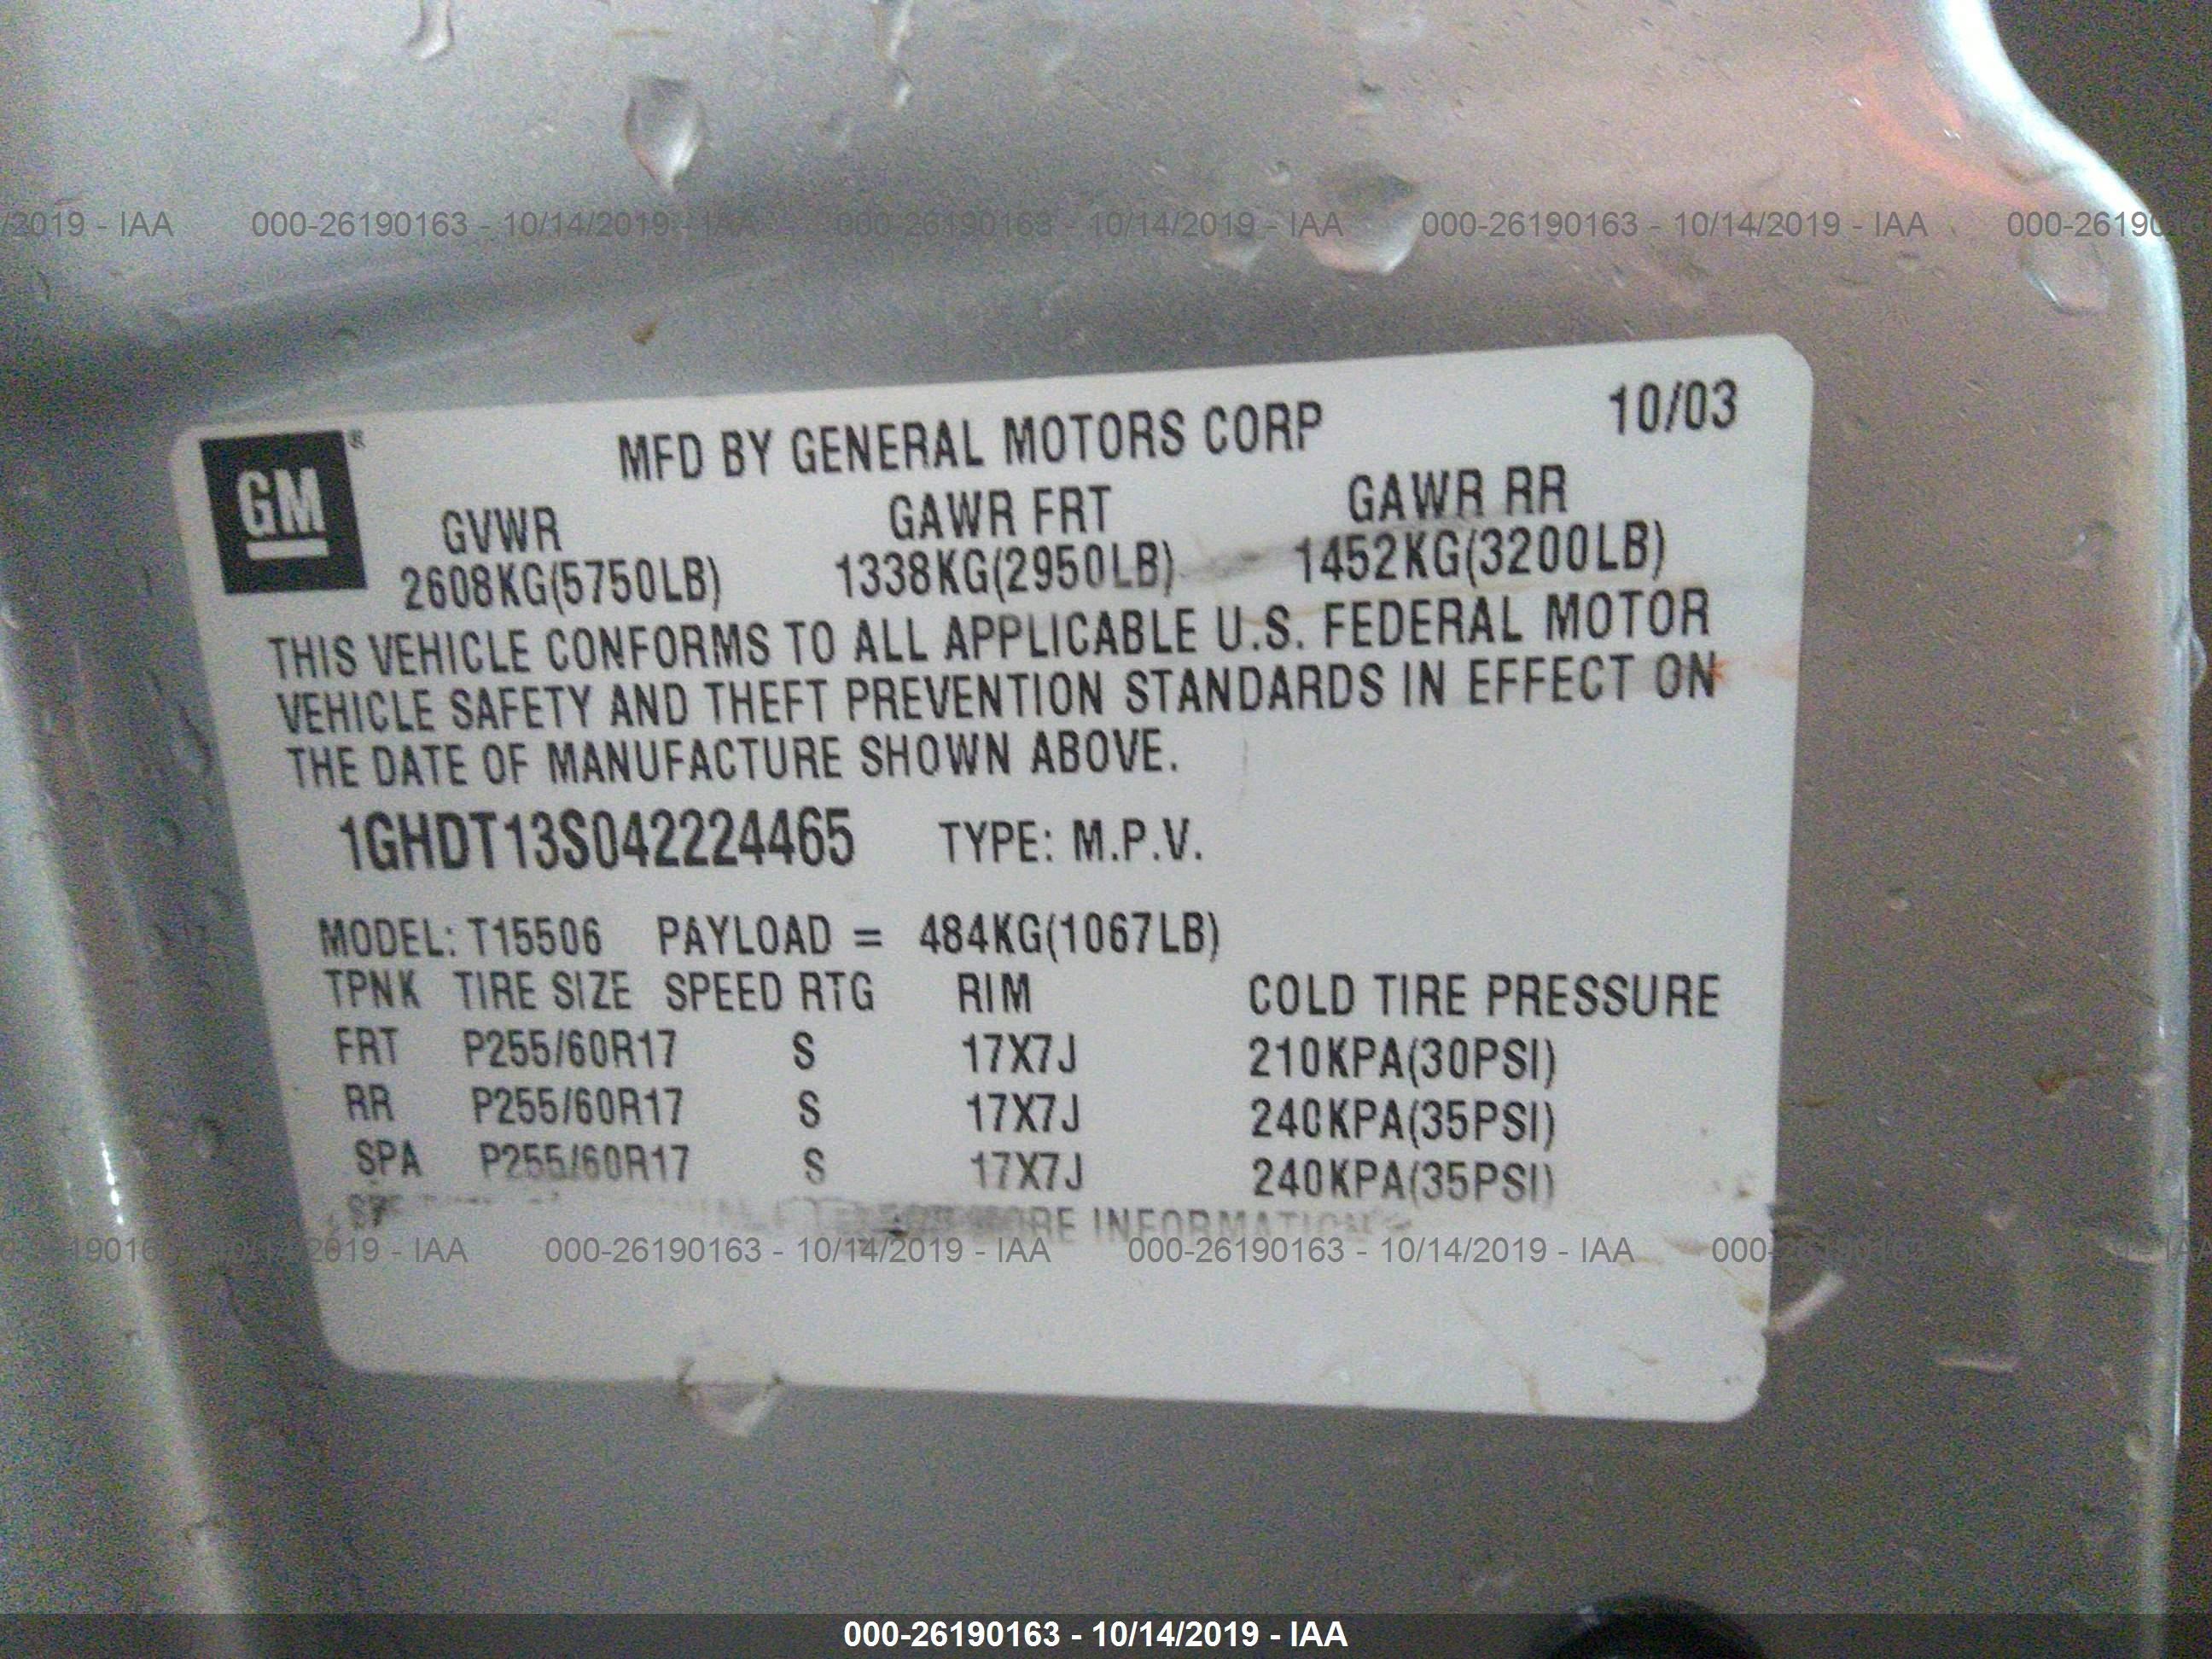 /2019 - IAA 000-26190163 - 10/14/2019 - IAA 000-26190163 - 10/14/2019 - IAA 000-26190163 - 10/14/2019 - IAA 000-26190
GM ®
MFD BY GENERAL MOTORS CORP 10/03
GVWR GAWR FRT GAWR RR
2608KG(5750LB) 1338KG(2950LB) 1452KG(3200LB)
THIS VEHICLE CONFORMS TO ALL APPLICABLE U.S. FEDERAL MOTOR
VEHICLE SAFETY AND THEFT PREVENTION STANDARDS IN EFFECT ON
THE DATE OF MANUFACTURE SHOWN ABOVE.
1GHDT13S042224465 TYPE: M.P.V.
MODEL: T15506 PAYLOAD = 484KG(1067LB)
TPNK TIRE SIZE SPEED RTG RIM COLD TIRE PRESSURE
FRT P255/60R17 S 17X7J 210KPA(30PSI)
RR P255/60R17 S 17X7J 240KPA(35PSI)
SPA P255/60R17 S 17X7J 240KPA(35PSI)
MORE INFORMATION
2019 - IAA 000-26190163 - 10/14/2019 - IAA 000-26190163 - 10/14/2019 - IAA
000-26190163 - 10/14/2019 - IAA